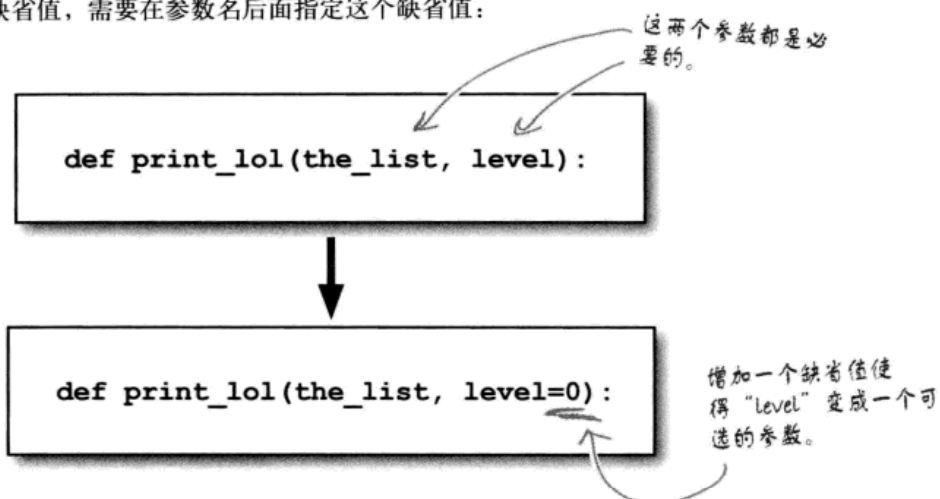 缺省值，需要在参数名后面指定这个缺省值：
这两个参数都是必
要的。
def print_lol(the_list, level):
def print_lol(the_list, level=0):
增加一个缺省值使
得“level”变成一个可
选的参数。